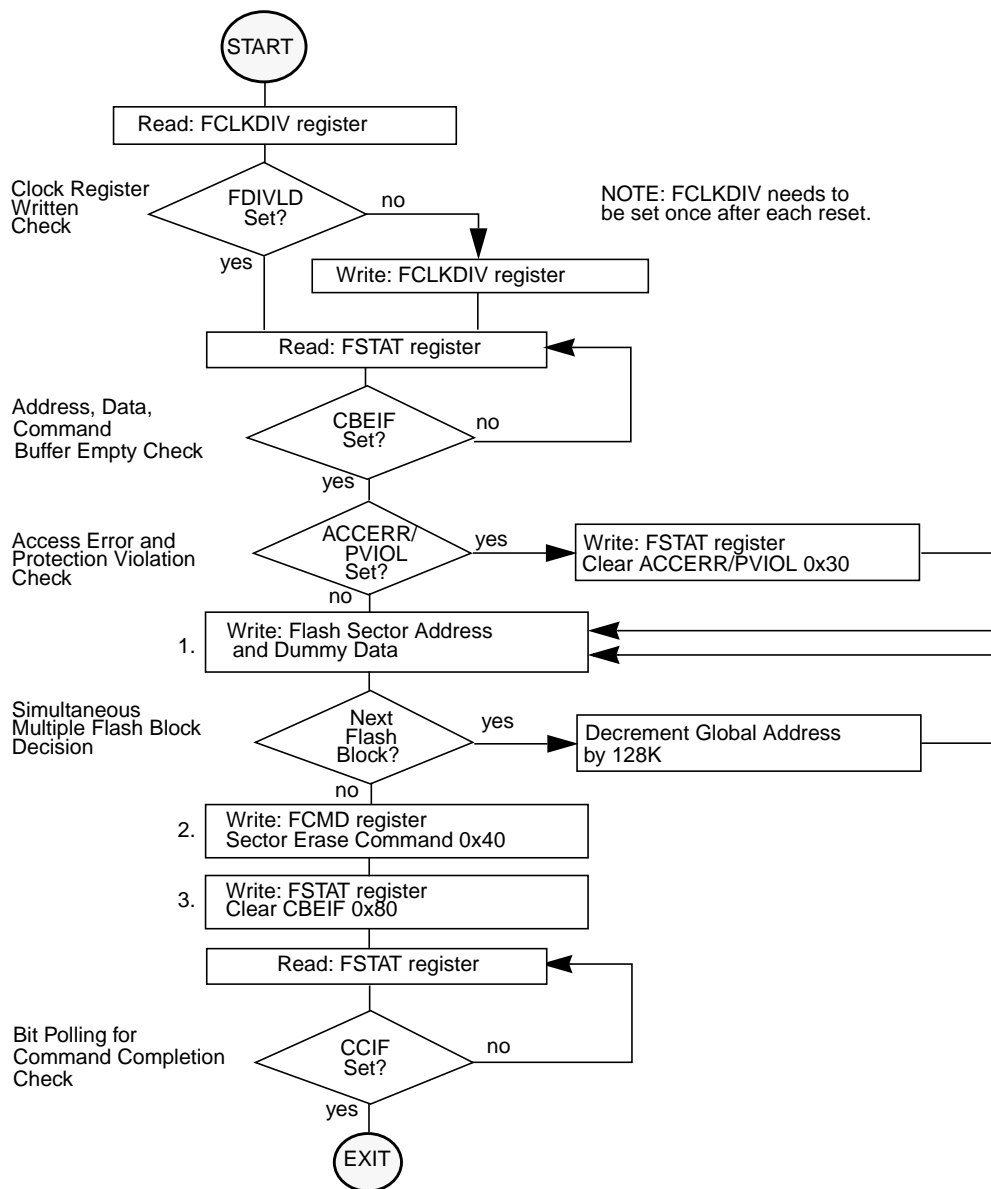 START
Read: FCLKDIV register
Clock Register
Written
Check
FDIVLD
Set?
no
NOTE: FCLKDIV needs to
be set once after each reset.
yes
Write: FCLKDIV register
Read: FSTAT register
Address, Data,
Command
Buffer Empty Check
CBEIF
Set?
no
yes
Access Error and
Protection Violation
Check
ACCERR/
PVIOL
Set?
yes
Write: FSTAT register
Clear ACCERR/PVIOL 0x30
no
1.
Write: Flash Sector Address
and Dummy Data
Simultaneous
Multiple Flash Block
Decision
Next
Flash
Block?
yes
Decrement Global Address
by 128K
no
2.
Write: FCMD register
Sector Erase Command 0x40
3.
Write: FSTAT register
Clear CBEIF 0x80
Read: FSTAT register
Bit Polling for
Command Completion
Check
CCIF
Set?
no
yes
EXIT